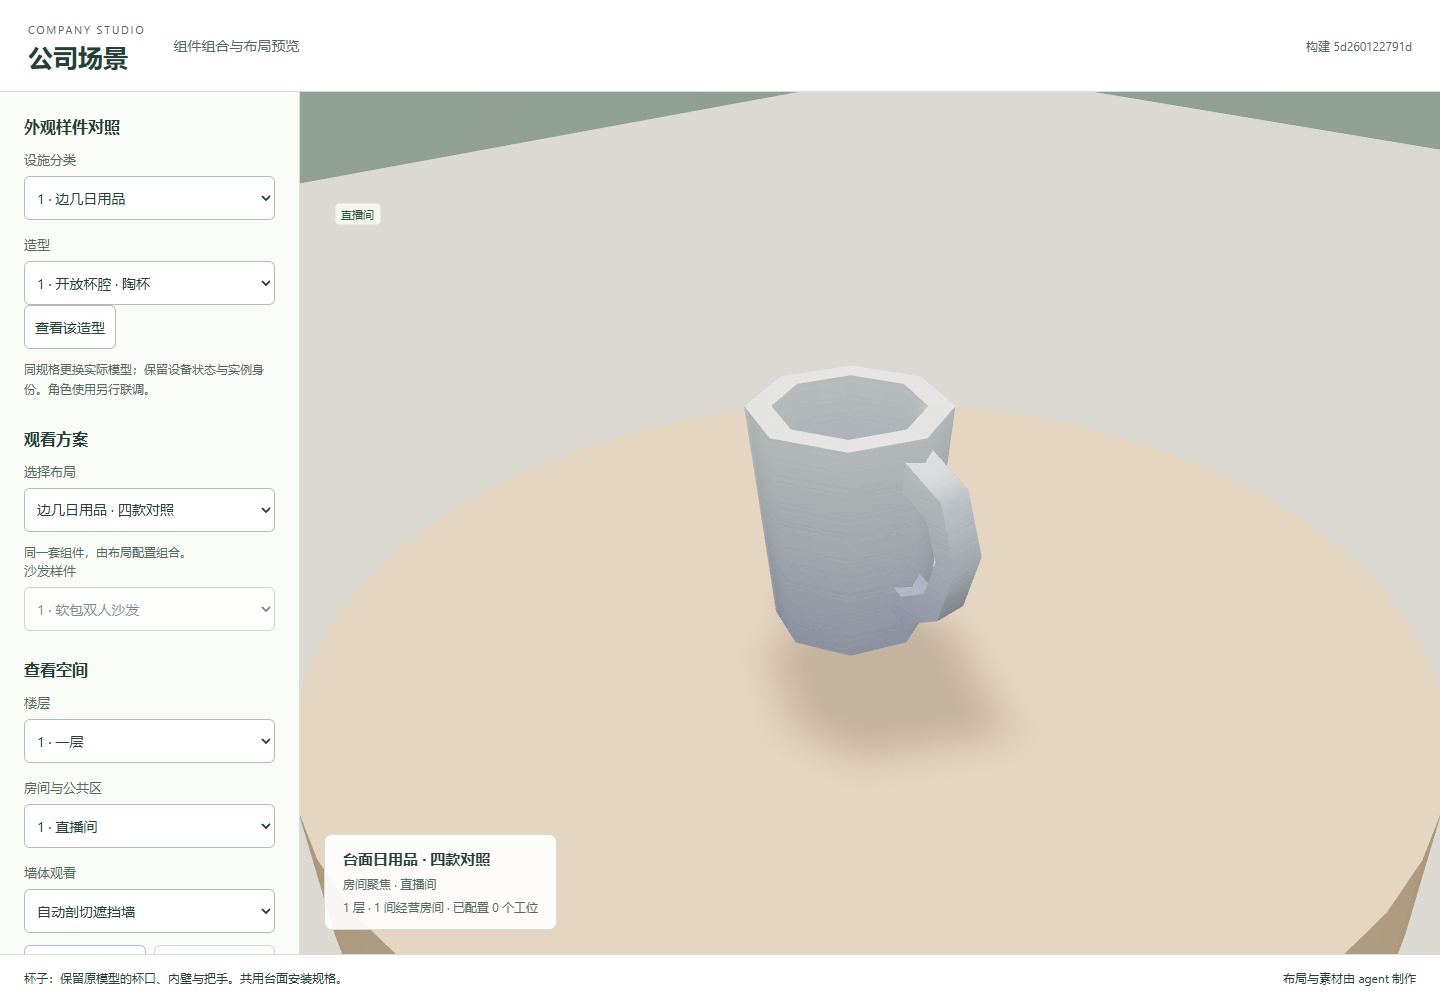 COMPANY STUDIO
公司场景
组件组合与布局预览
构建 5d260122791d
外观样件对照
设施分类
1 · 边几日用品
造型
1 · 开放杯腔 · 陶杯
查看该造型
同规格更换实际模型；保留设备状态与实例身
份。角色使用另行联调。
观看方案
选择布局
边几日用品 · 四款对照
同一套组件，由布局配置组合。
沙发样件
1 · 软包双人沙发
查看空间
楼层
1 · 一层
房间与公共区
1 · 直播间
墙体观看
自动剖切遮挡墙
直播间
台面日用品 · 四款对照
房间聚焦 · 直播间
1 层 · 1 间经营房间 · 已配置 0 个工位
杯子：保留原模型的杯口、内壁与把手。共用台面安装规格。
布局与素材由 agent 制作